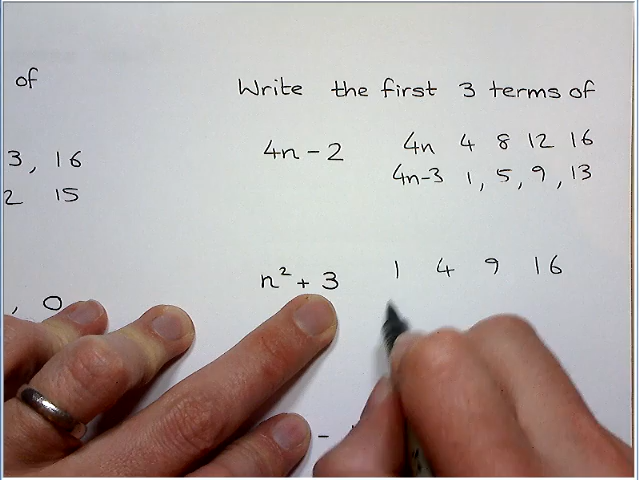 of
3, 16
2 15
, 0
Write the first 3 terms of
4n - 2
4n 4 8 12 16
4n-3 1, 5, 9, 13
n² + 3
1 4 9 16